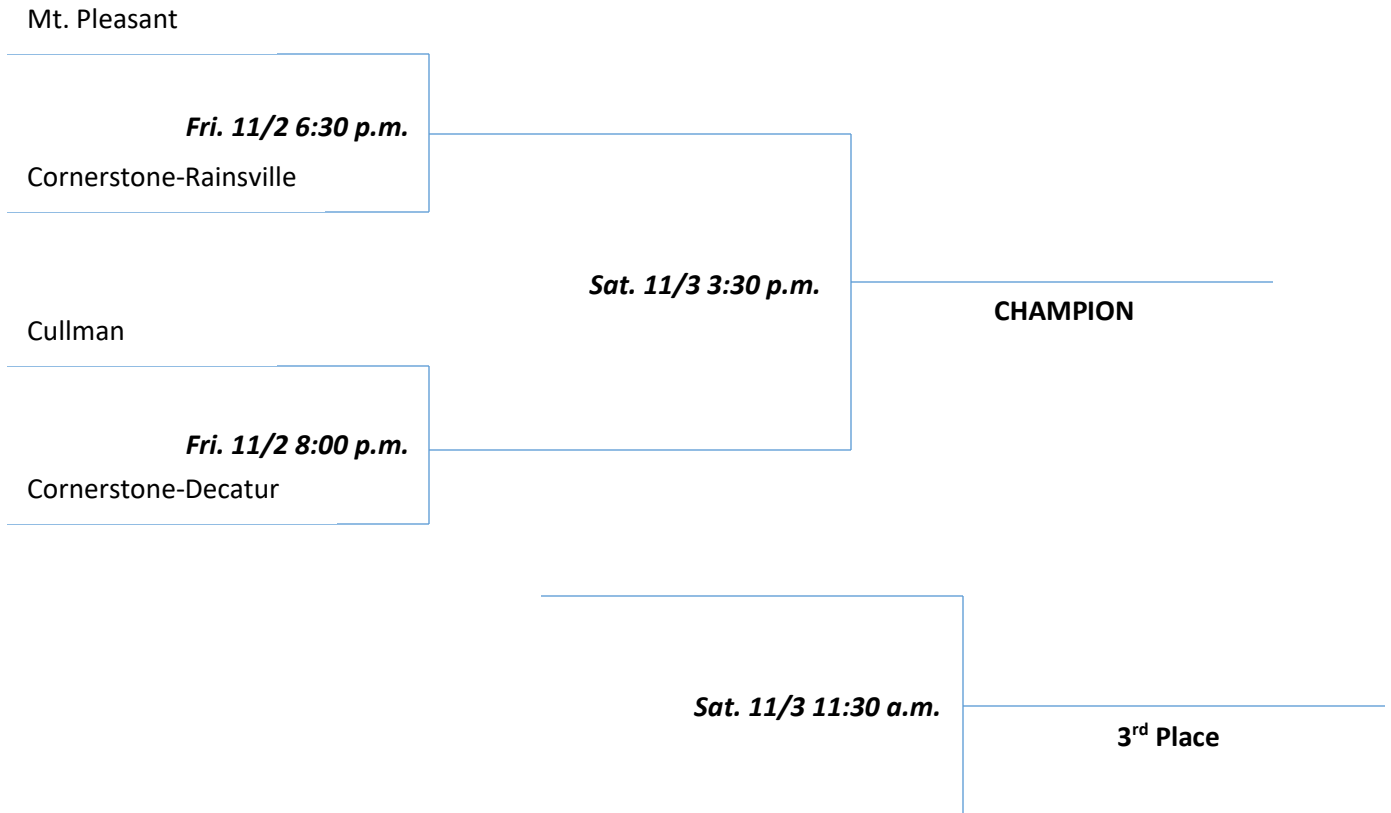 Mt. Pleasant
Fri. 11/2 6:30 p.m.
Cornerstone-Rainsville
Sat. 11/3 3:30 p.m.
CHAMPION
Cullman
Fri. 11/2 8:00 p.m.
Cornerstone-Decatur
Sat. 11/3 11:30 a.m.
3rd Place